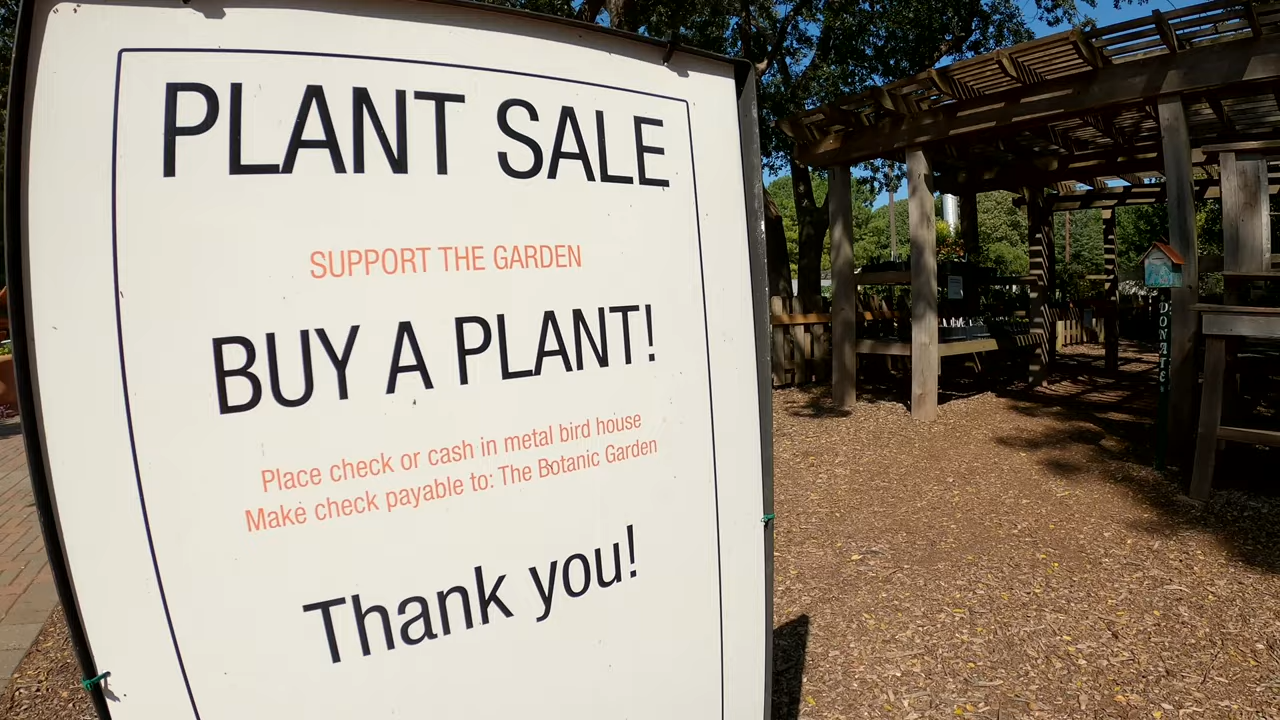 PLANT SALE
SUPPORT THE GARDEN
BUY A PLANT!
Place check or cash in metal bird house
Make check payable to: The Botanic Garden
Thank you!
DONATE